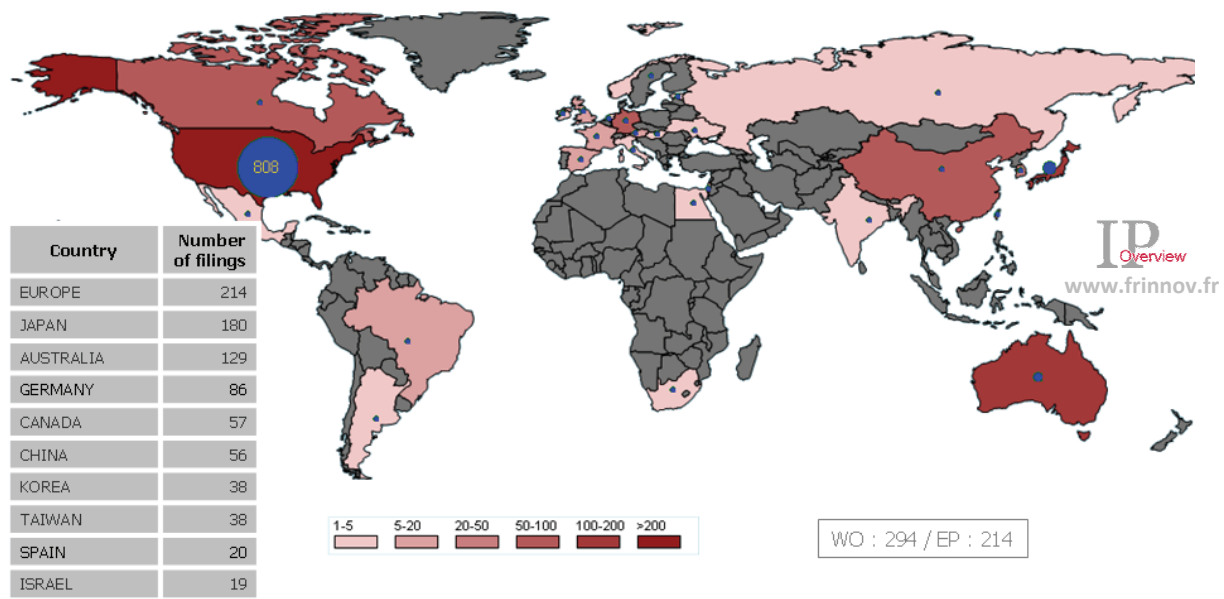 808
Country Number of filings
EUROPE 214
JAPAN 180
AUSTRALIA 129
GERMANY 86
CANADA 57
CHINA 56
KOREA 38
TAIWAN 38
SPAIN 20
ISRAEL 19
IP
Overview
www.frinnov.fr
1-5 5-20 20-50 50-100 100-200 >200
WO : 294 / EP : 214